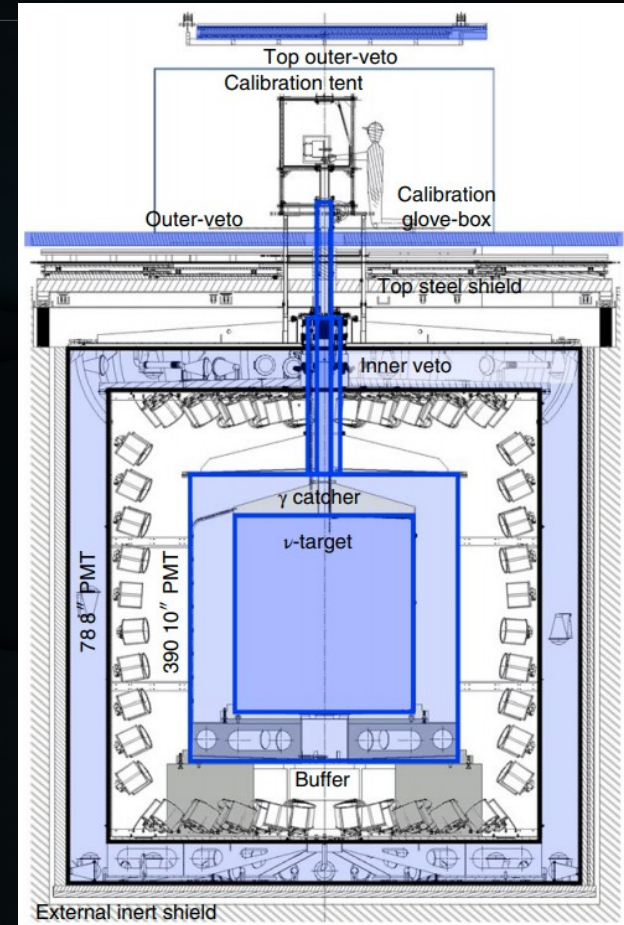 Top outer-veto
Calibration tent
Calibration
glove-box
Outer-veto
Top steel shield
Inner veto
γ catcher
ν-target
78 8″ PMT
390 10″ PMT
Buffer
External inert shield